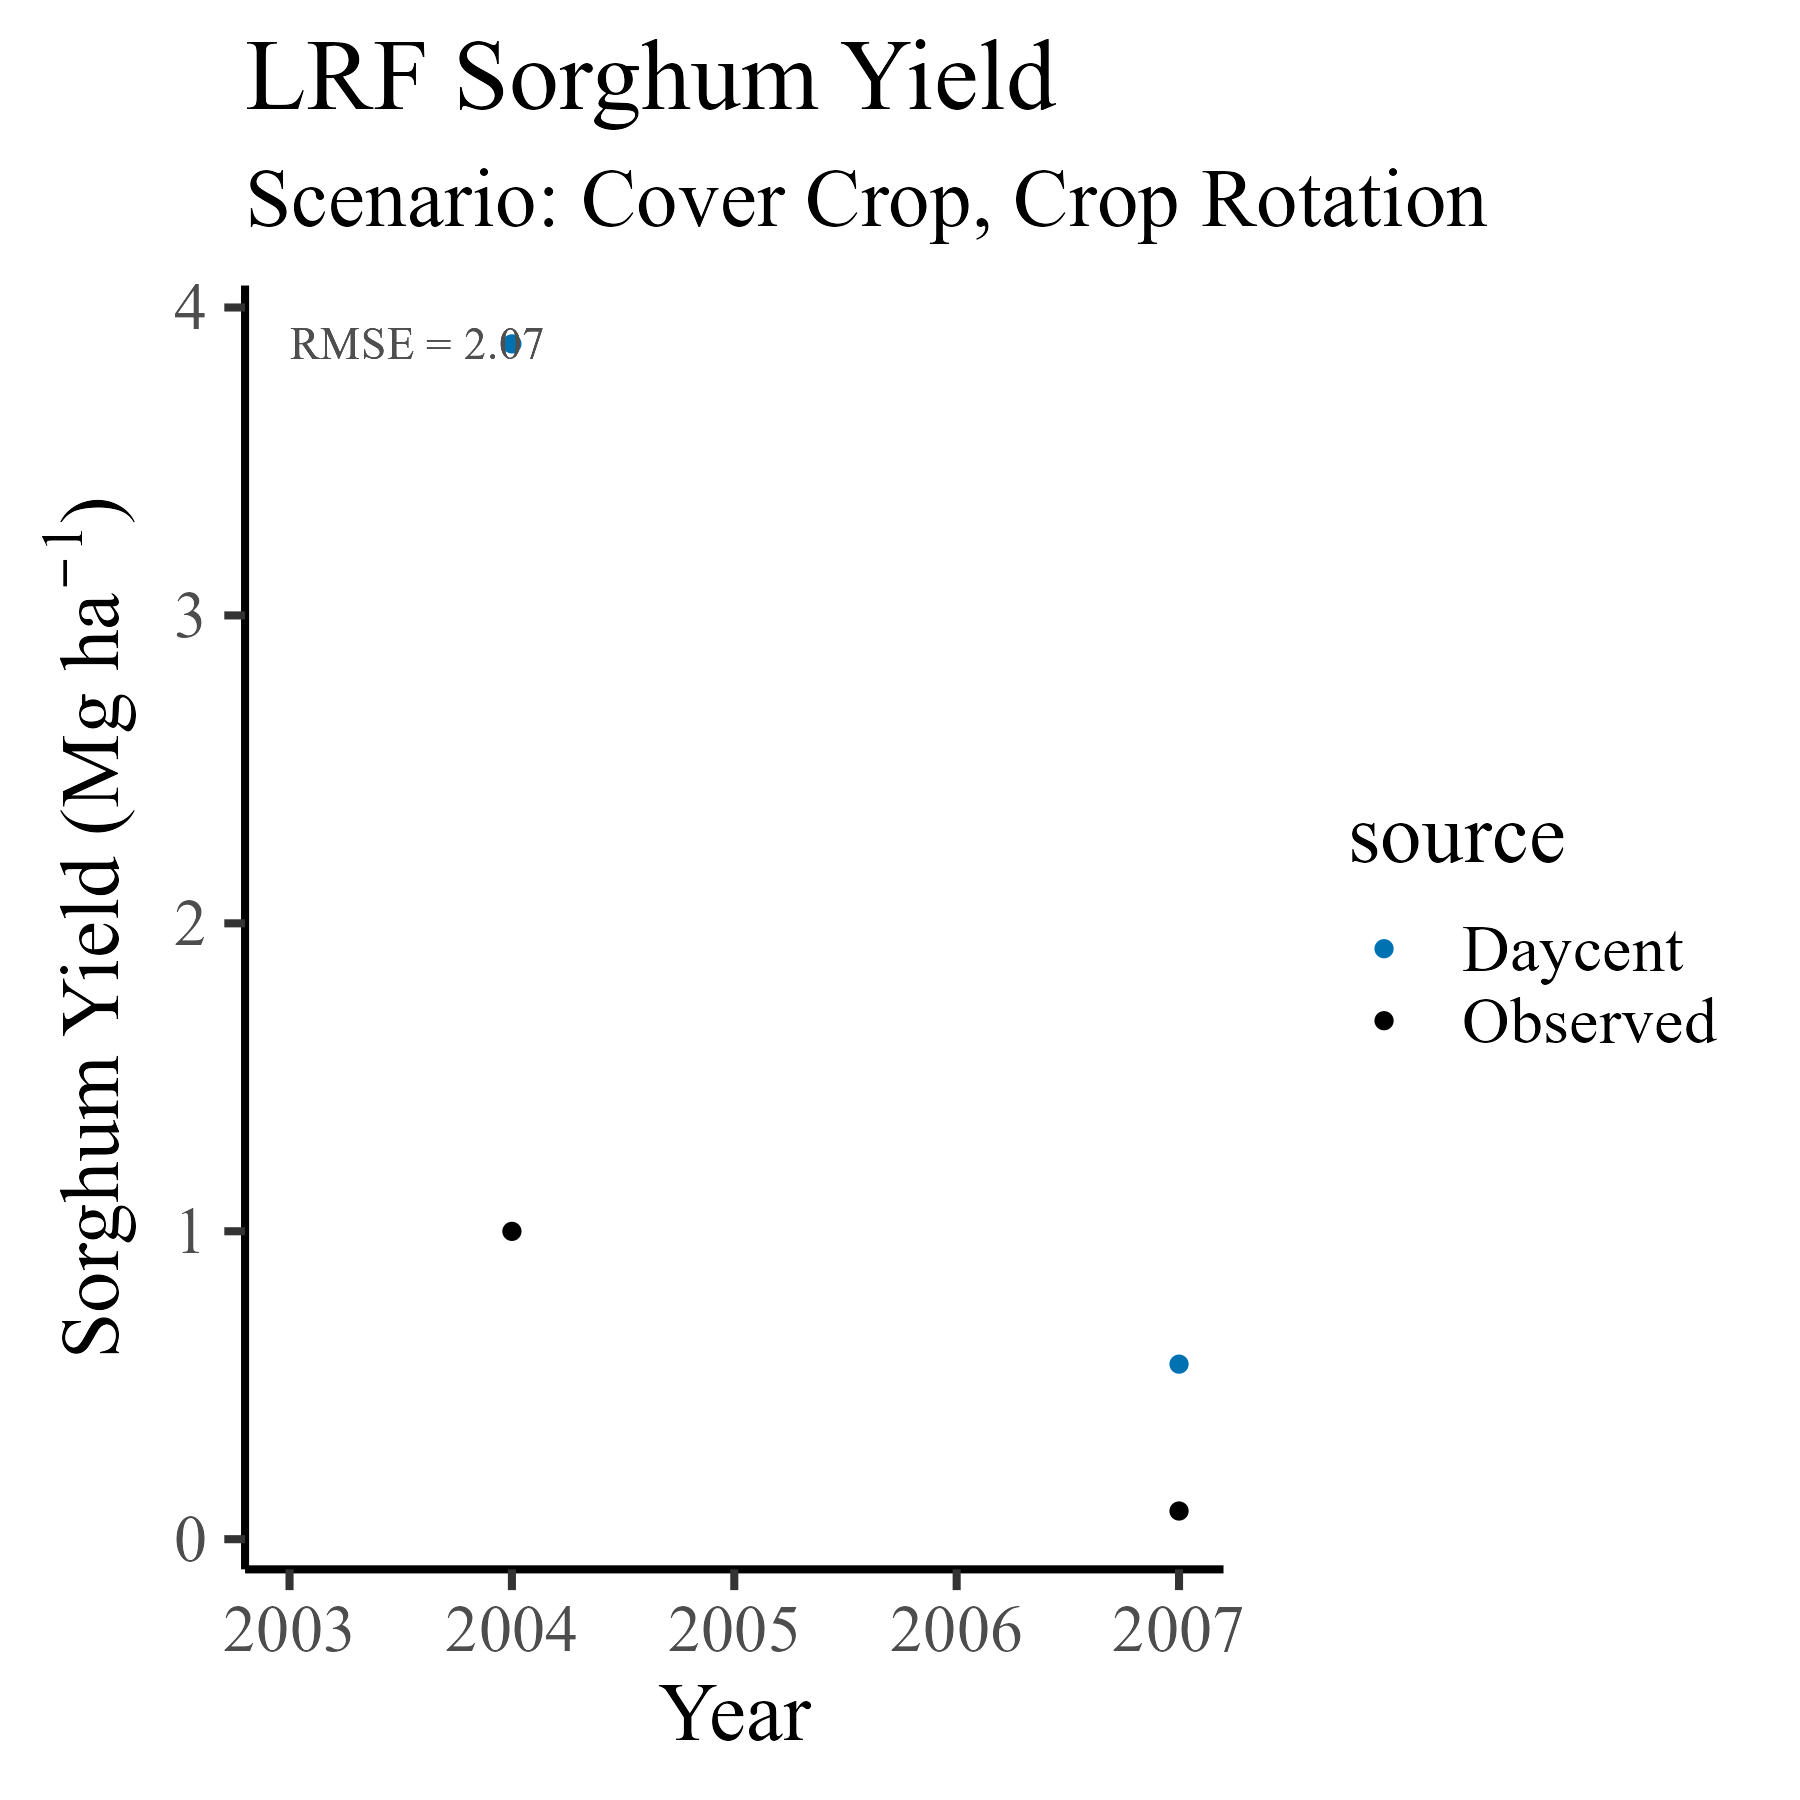 LRF Sorghum Yield
Scenario: Cover Crop, Crop Rotation
Sorghum Yield (Mg ha⁻¹)
4
3
2
1
0
RMSE = 2.07
2003 2004 2005 2006 2007
Year
source
Daycent
Observed